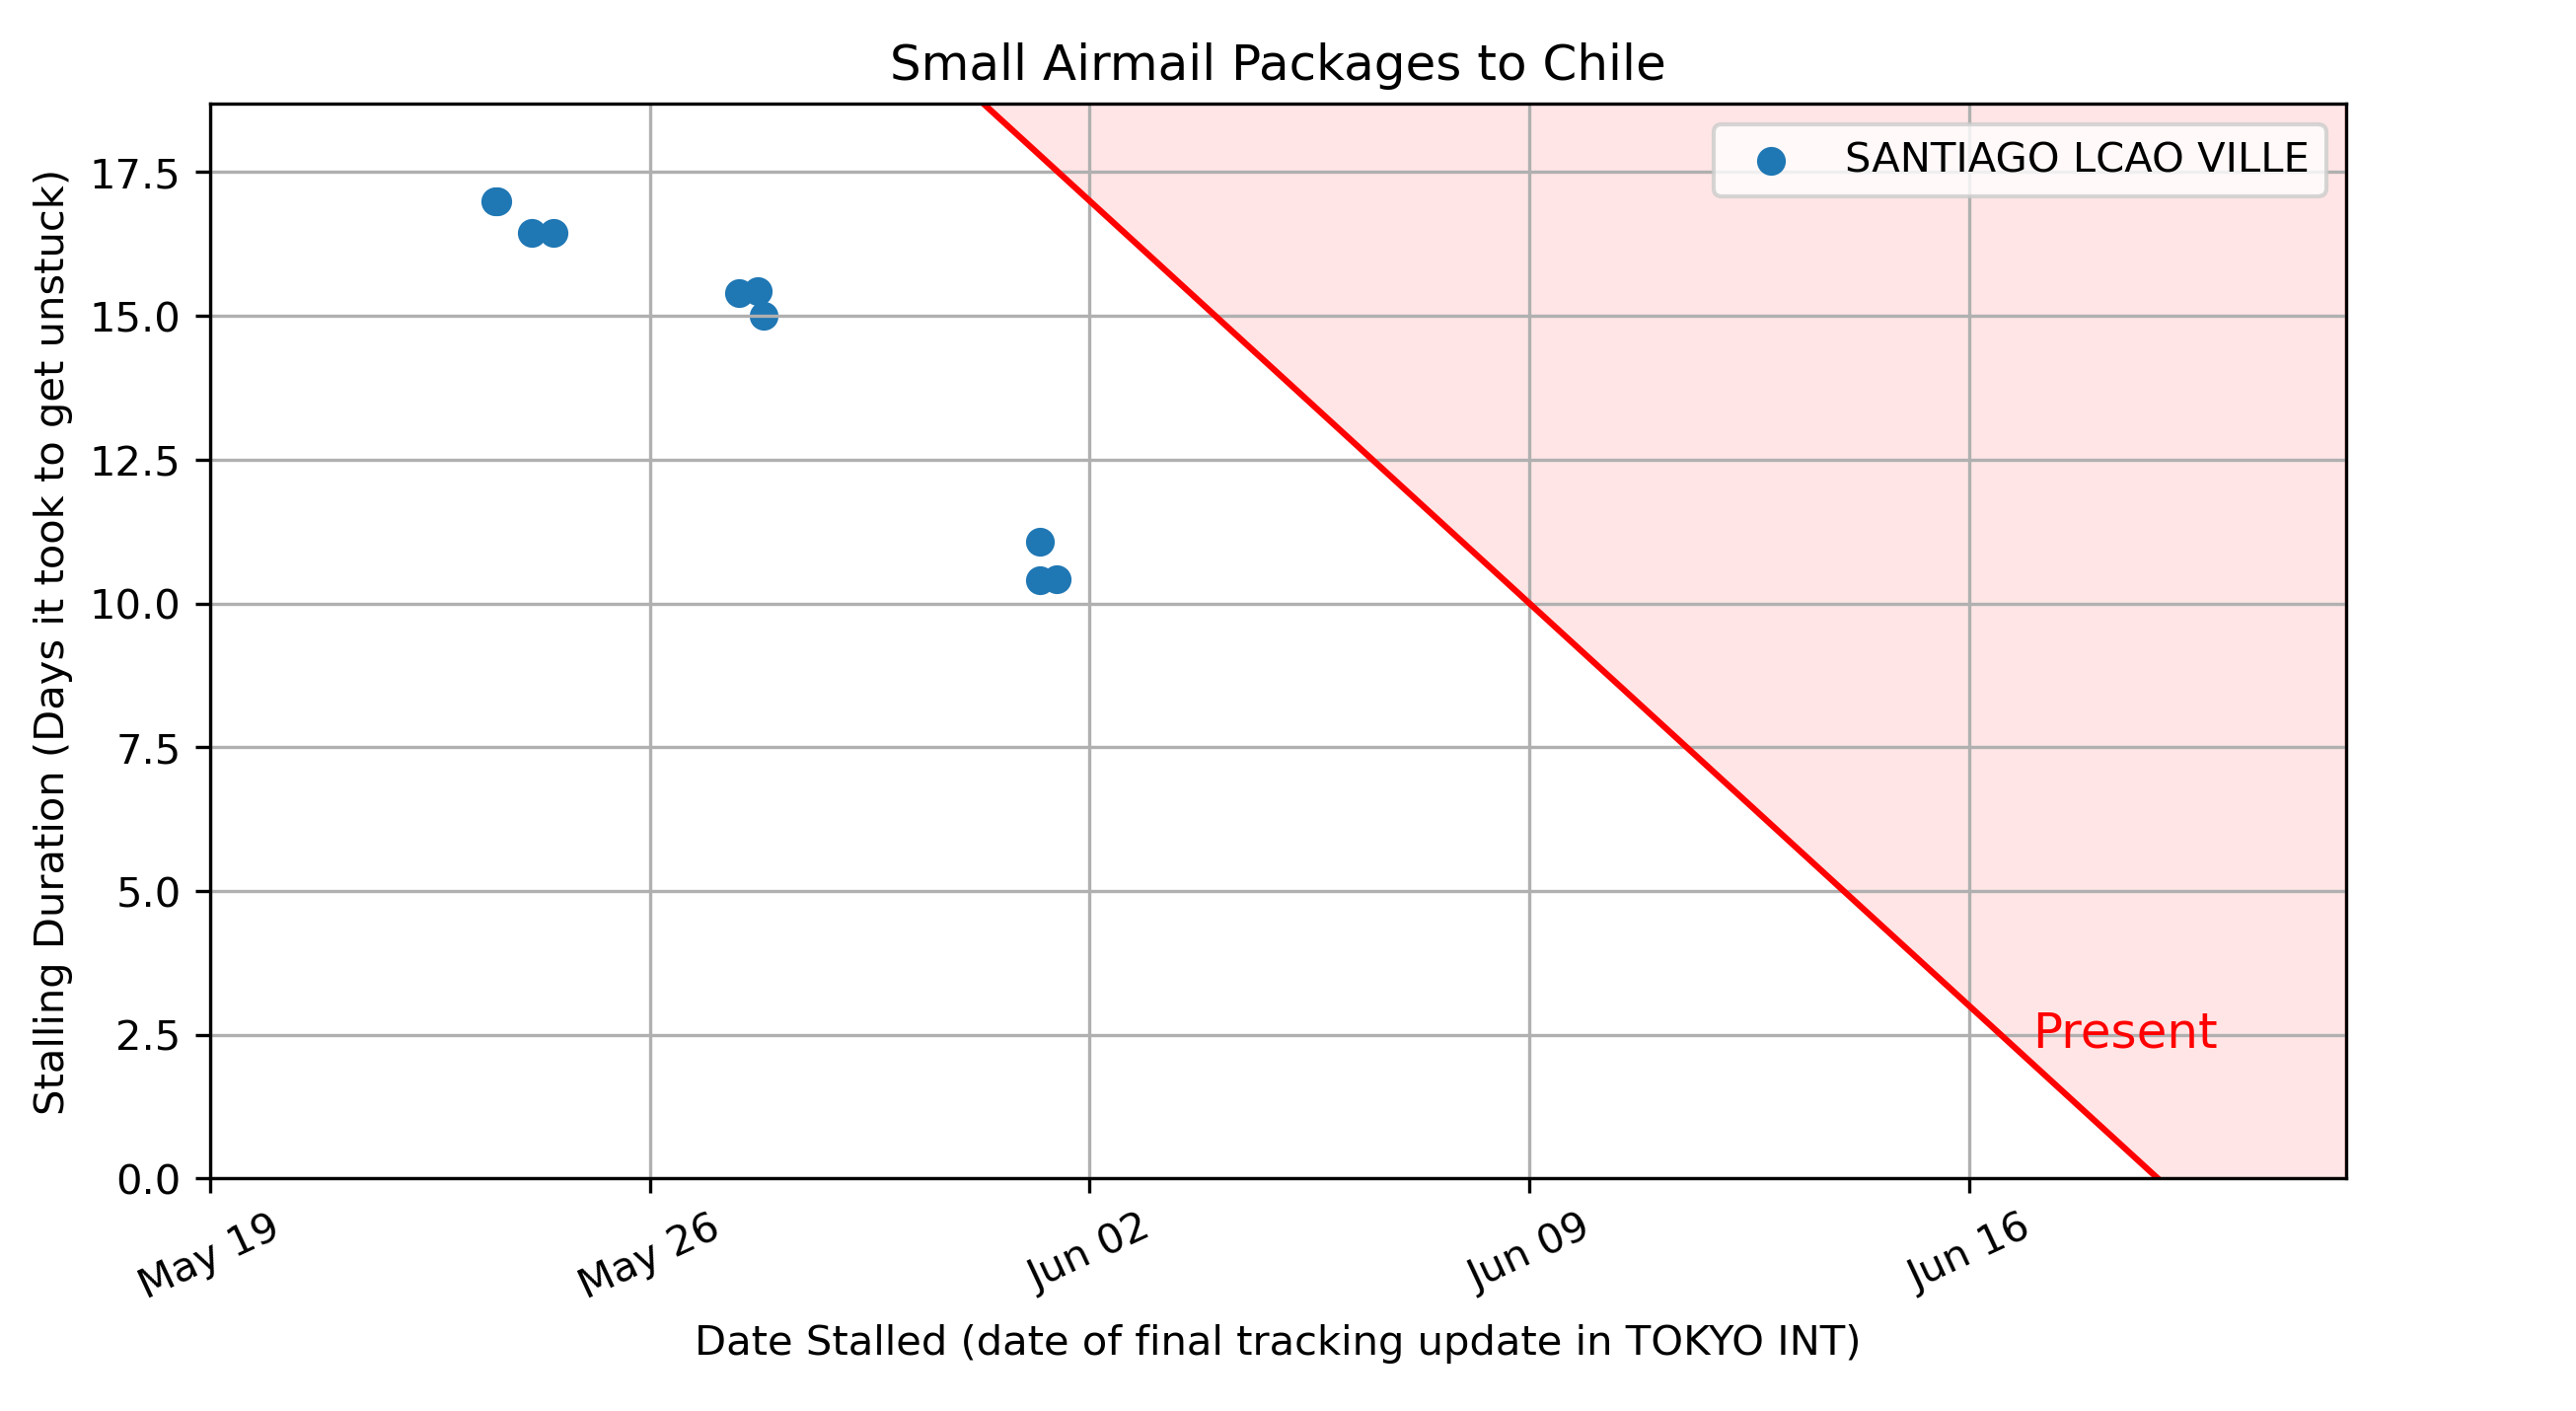 Small Airmail Packages to Chile
SANTIAGO LCAO VILLE
Stalling Duration (Days it took to get unstuck)
17.5
15.0
12.5
10.0
7.5
5.0
2.5
0.0
Present
May 19
May 26
Jun 02
Jun 09
Jun 16
Date Stalled (date of final tracking update in TOKYO INT)